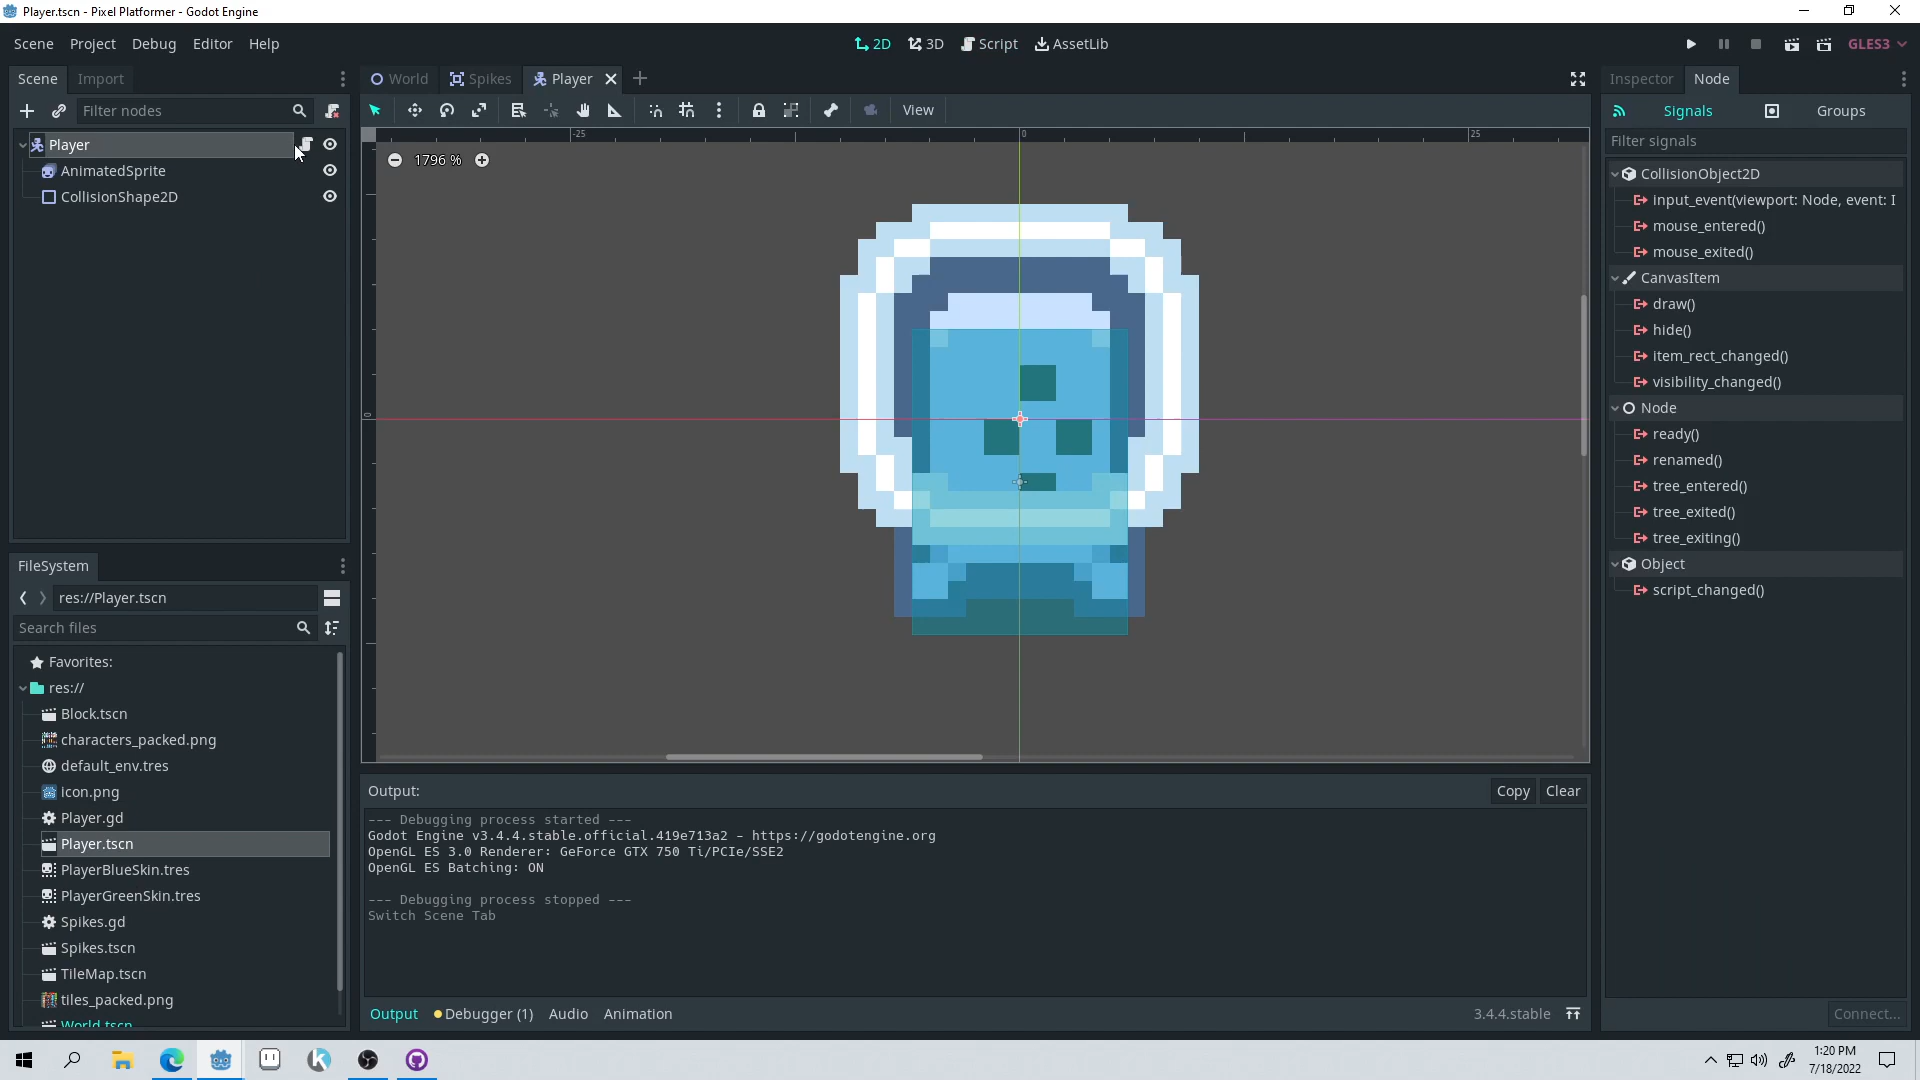 Player.tscn - Pixel Platformer - Godot Engine
Scene Project Debug Editor Help
2D 3D Script AssetLib
GLES3
Scene Import
World Spikes Player
Inspector Node
Filter nodes
View
Signals Groups
Filter signals
Player
AnimatedSprite
CollisionShape2D
-25 0 25
0
1796 %
CollisionObject2D
input_event(viewport: Node, event: I
mouse_entered()
mouse_exited()
CanvasItem
draw()
hide()
item_rect_changed()
visibility_changed()
Node
ready()
renamed()
tree_entered()
tree_exited()
tree_exiting()
Object
script_changed()
Connect...
FileSystem
res://Player.tscn
Search files
Favorites:
res://
Block.tscn
characters_packed.png
default_env.tres
icon.png
Player.gd
Player.tscn
PlayerBlueSkin.tres
PlayerGreenSkin.tres
Spikes.gd
Spikes.tscn
TileMap.tscn
tiles_packed.png
World.tscn
Output:
Copy Clear
--- Debugging process started ---
Godot Engine v3.4.4.stable.official.419e713a2 - https://godotengine.org
OpenGL ES 3.0 Renderer: GeForce GTX 750 Ti/PCIe/SSE2
OpenGL ES Batching: ON
--- Debugging process stopped ---
Switch Scene Tab
Output Debugger (1) Audio Animation
3.4.4.stable
1:20 PM
7/18/2022